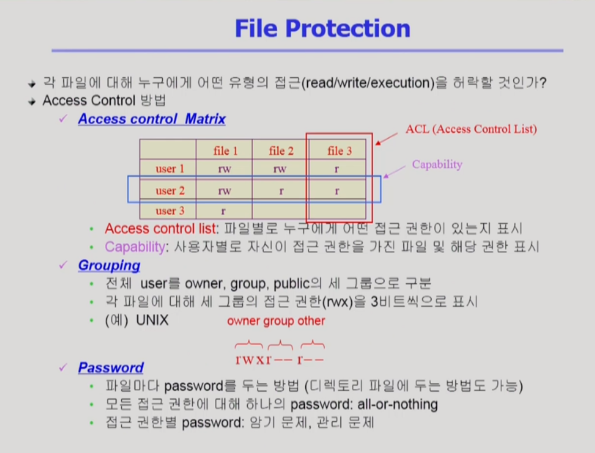 File Protection
각 파일에 대해 누구에게 어떤 유형의 접근(read/write/execution)을 허락할 것인가?
Access Control 방법
Access control Matrix
ACL (Access Control List)
file 1 file 2 file 3
Capability
user 1 rw rw r
user 2 rw r r
user 3 r
Access control list: 파일별로 누구에게 어떤 접근 권한이 있는지 표시
Capability: 사용자별로 자신이 접근 권한을 가진 파일 및 해당 권한 표시
Grouping
전체 user를 owner, group, public의 세 그룹으로 구분
각 파일에 대해 세 그룹의 접근 권한(rwx)을 3비트씩으로 표시
(예) UNIX owner group other
rwxr−− r−−
Password
파일마다 password를 두는 방법 (디렉토리 파일에 두는 방법도 가능)
모든 접근 권한에 대해 하나의 password: all-or-nothing
접근 권한별 password: 암기 문제, 관리 문제